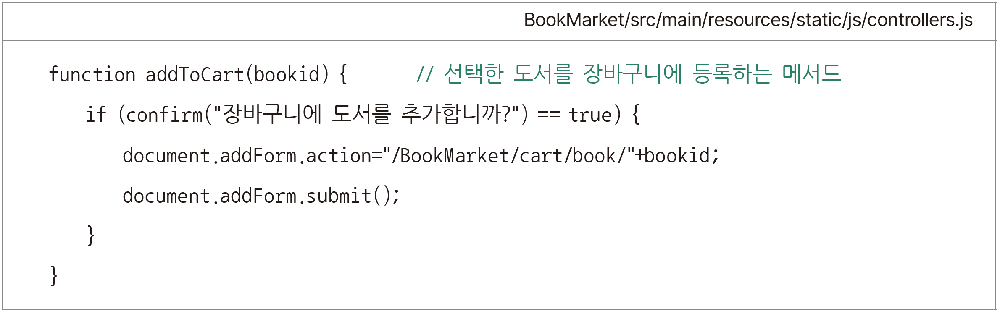 BookMarket/src/main/resources/static/js/controllers.js
function addToCart(bookid) { // 선택한 도서를 장바구니에 등록하는 메서드
if (confirm("장바구니에 도서를 추가합니까?") == true) {
document.addForm.action="/BookMarket/cart/book/"+bookid;
document.addForm.submit();
}
}